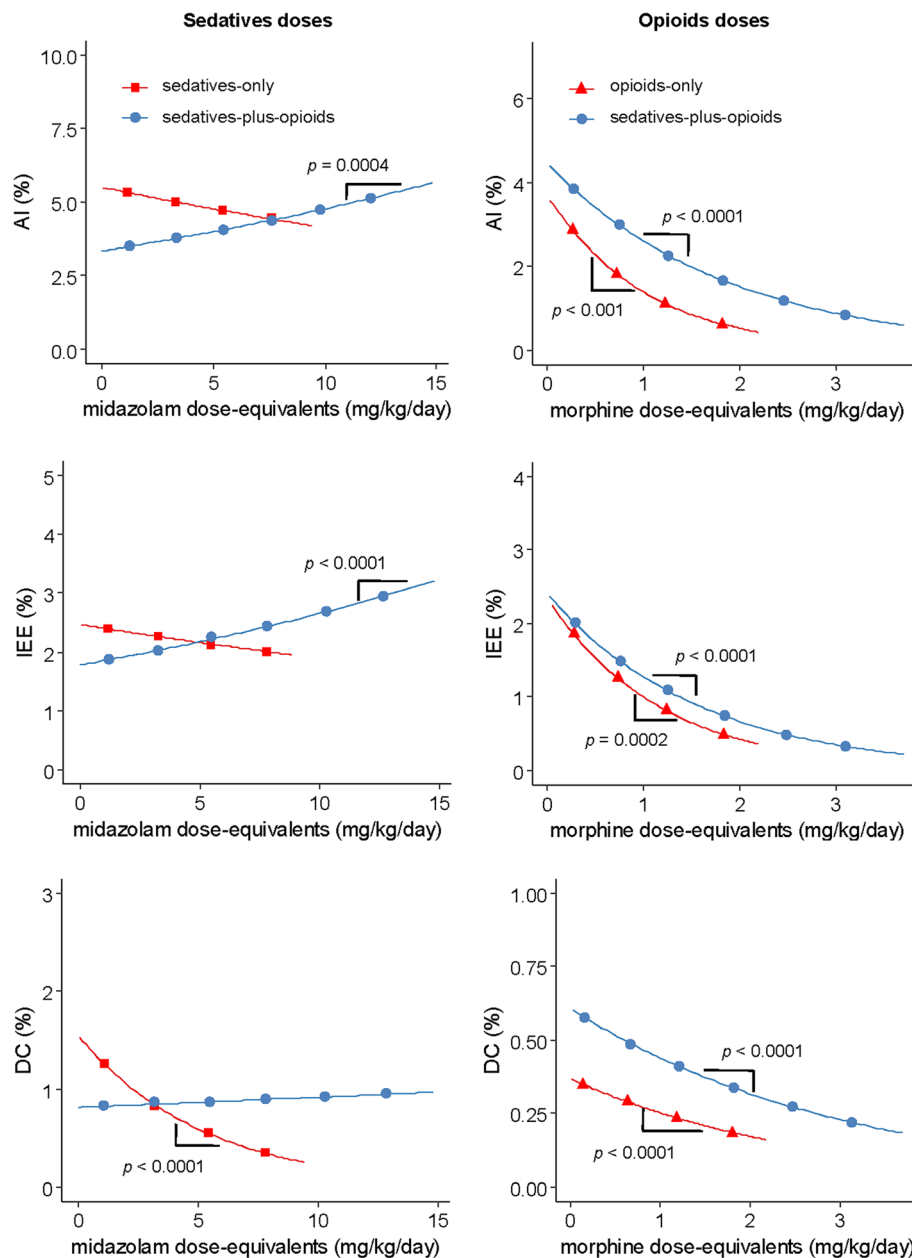 Sedatives doses
Opioids doses
10.0
7.5
5.0
2.5
0.0
AI (%)
sedatives-only
sedatives-plus-opioids
p = 0.0004
0
5
10
15
midazolam dose-equivalents (mg/kg/day)
6
4
2
0
AI (%)
opioids-only
sedatives-plus-opioids
p < 0.0001
p < 0.001
0
1
2
3
morphine dose-equivalents (mg/kg/day)
5
4
3
2
1
0
IEE (%)
p < 0.0001
0
5
10
15
midazolam dose-equivalents (mg/kg/day)
4
3
2
1
0
IEE (%)
p < 0.0001
p = 0.0002
0
1
2
3
morphine dose-equivalents (mg/kg/day)
3
2
1
0
DC (%)
p < 0.0001
0
5
10
15
midazolam dose-equivalents (mg/kg/day)
1.00
0.75
0.50
0.25
0.00
DC (%)
p < 0.0001
p < 0.0001
0
1
2
3
morphine dose-equivalents (mg/kg/day)